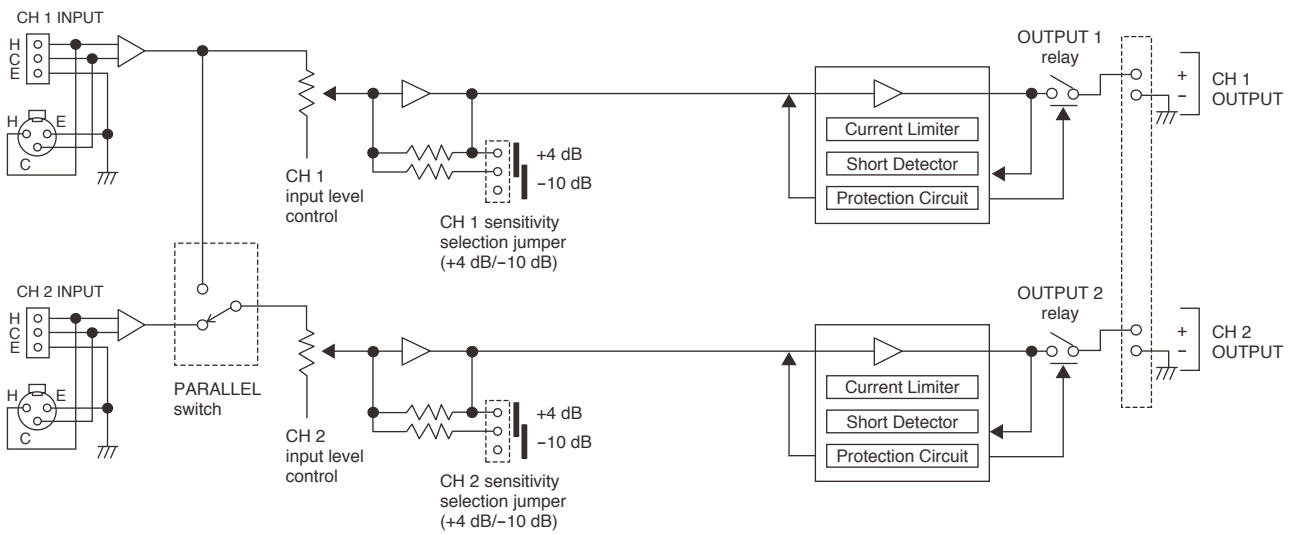 CH 1 INPUT
H
C
E
H
E
C
CH 1
input level
control
+4 dB
−10 dB
CH 1 sensitivity
selection jumper
(+4 dB/−10 dB)
Current Limiter
Short Detector
Protection Circuit
OUTPUT 1
relay
+
−
CH 1
OUTPUT
CH 2 INPUT
H
C
E
H
E
C
PARALLEL
switch
CH 2
input level
control
+4 dB
−10 dB
CH 2 sensitivity
selection jumper
(+4 dB/−10 dB)
Current Limiter
Short Detector
Protection Circuit
OUTPUT 2
relay
+
−
CH 2
OUTPUT